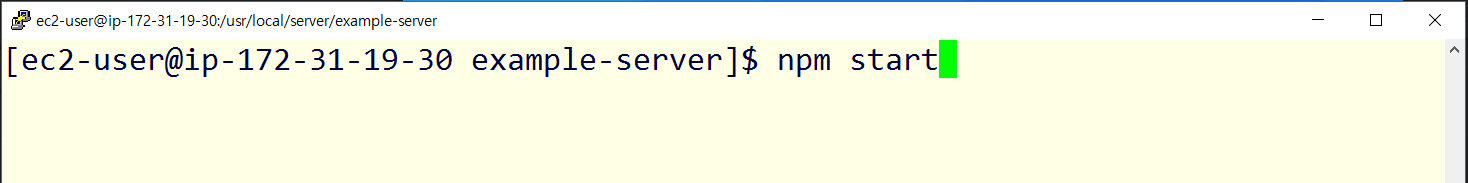 ec2-user@ip-172-31-19-30:/usr/local/server/example-server
[ec2-user@ip-172-31-19-30 example-server]$ npm start